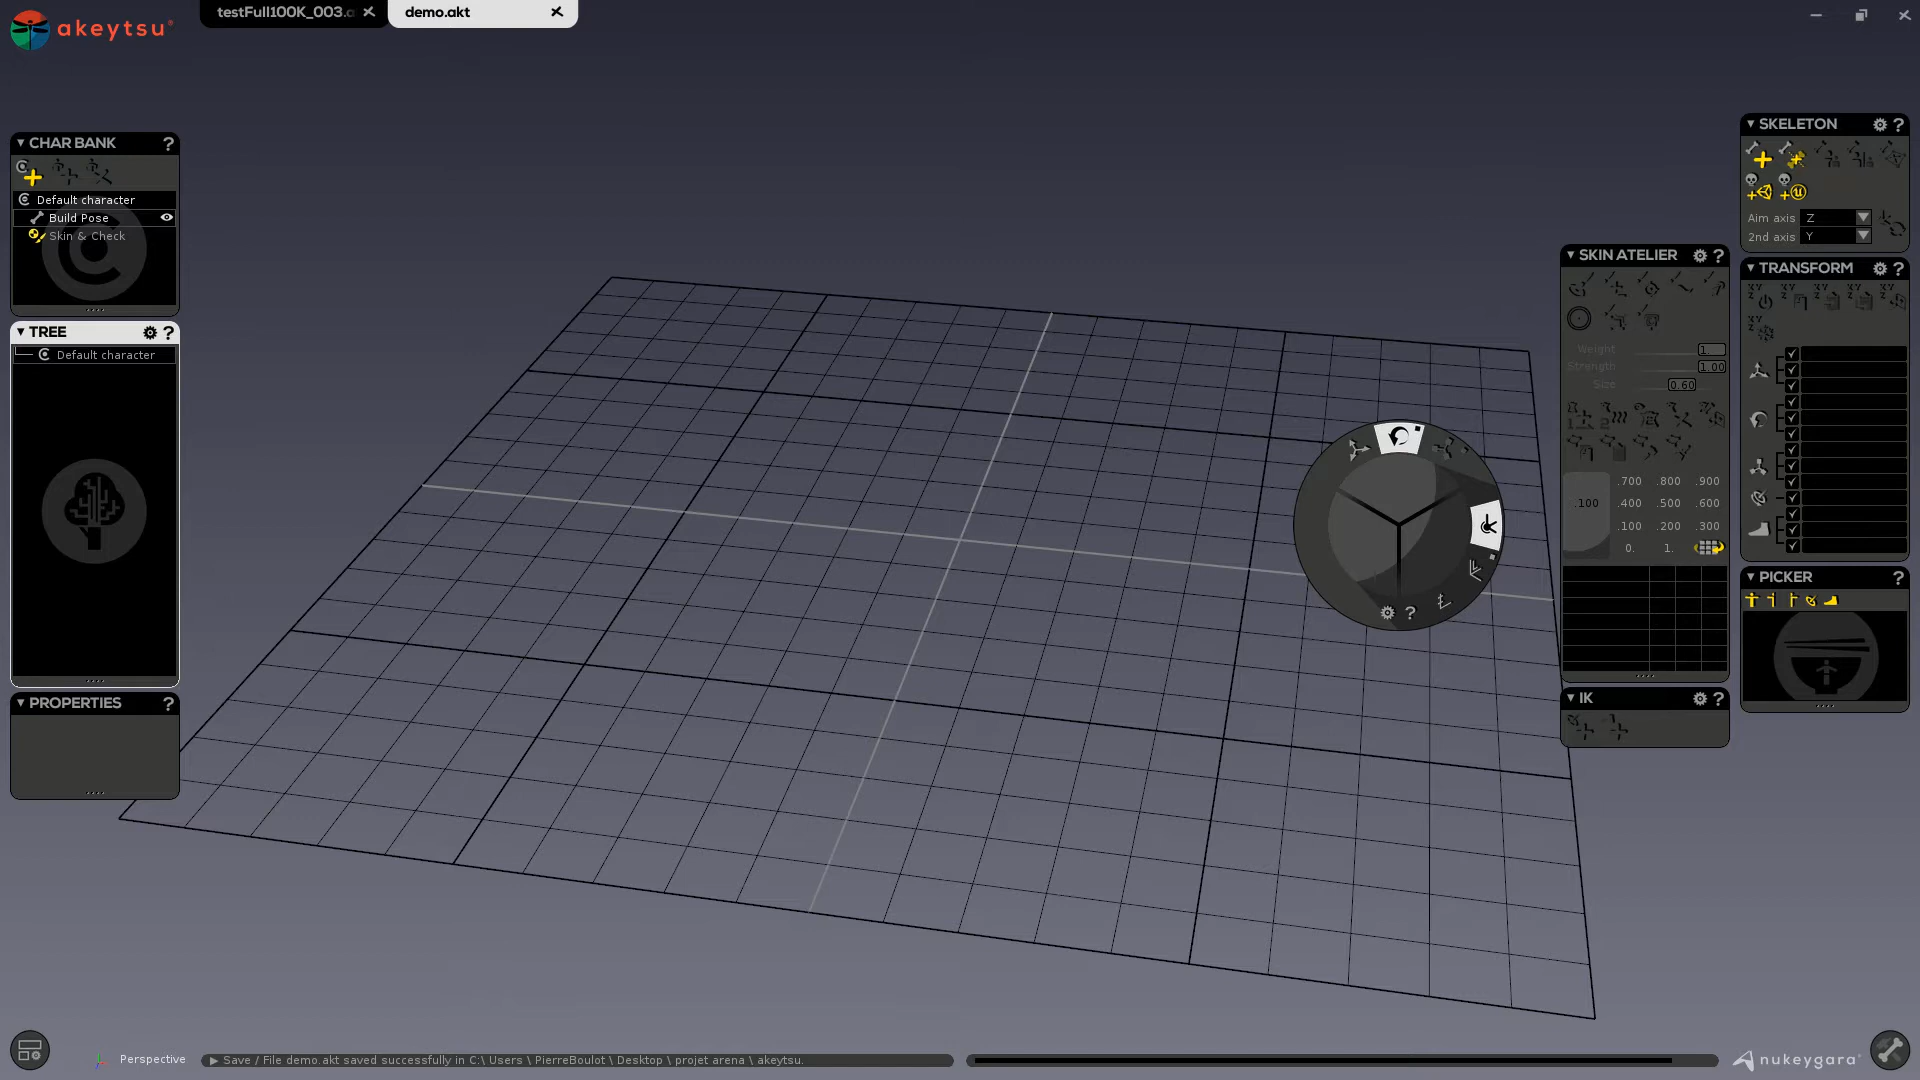 akeytsu
testFull100K_003.a
demo.akt
CHAR BANK ?
Default character
Build Pose
Skin & Check
TREE ?
Default character
PROPERTIES ?
?
SKIN ATELIER ?
Weight 1.
Strength 1.00
Size 0.60
.100
.700 .800 .900
.400 .500 .600
.100 .200 .300
0. 1.
IK ?
SKELETON ?
Aim axis Z
2nd axis Y
TRANSFORM ?
PICKER ?
Perspective
▶ Save / File demo.akt saved successfully in C:\ Users \ PierreBoulot \ Desktop \ projet arena \ akeytsu.
nukeygara